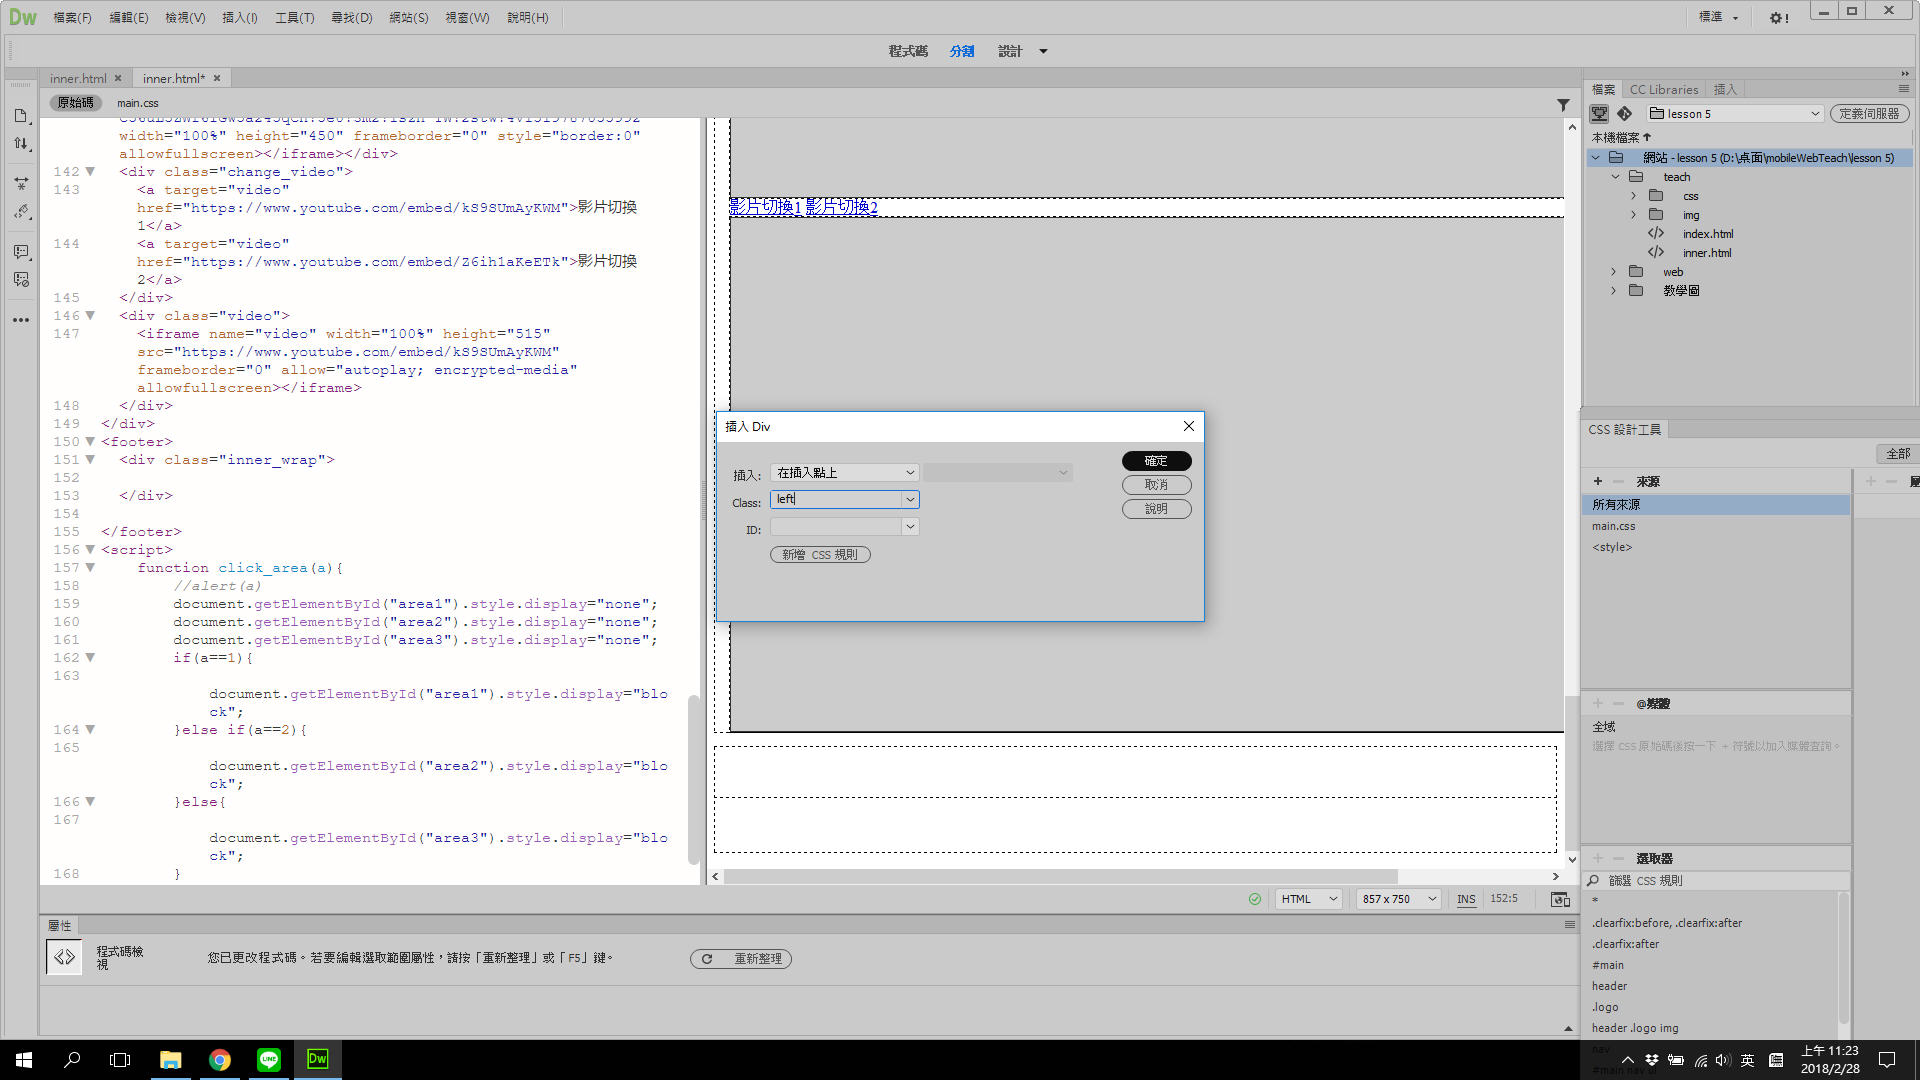 Dw 檔案(F) 編輯(E) 檢視(V) 插入(I) 工具(T) 尋找(D) 網站(S) 視窗(W) 說明(H) 標準
程式碼 分割 設計
inner.html
inner.html*
原始碼 main.css
width="100%" height="450" frameborder="0" style="border:0"
allowfullscreen></iframe></div>
142 <div class="change_video">
143 <a target="video"
href="https://www.youtube.com/embed/kS9SUmAyKWM">影片切換
1</a>
144 <a target="video"
href="https://www.youtube.com/embed/Z6ih1aKeETk">影片切換
2</a>
145 </div>
146 <div class="video">
147 <iframe name="video" width="100%" height="515"
src="https://www.youtube.com/embed/kS9SUmAyKWM"
frameborder="0" allow="autoplay; encrypted-media"
allowfullscreen></iframe>
148 </div>
149 </div>
150 <footer>
151 <div class="inner_wrap">
152
153 </div>
154
155 </footer>
156 <script>
157 function click_area(a){
158 //alert(a)
159 document.getElementById("area1").style.display="none";
160 document.getElementById("area2").style.display="none";
161 document.getElementById("area3").style.display="none";
162 if(a==1){
163
document.getElementById("area1").style.display="blo
ck";
164 }else if(a==2){
165
document.getElementById("area2").style.display="blo
ck";
166 }else{
167
document.getElementById("area3").style.display="blo
ck";
168 }
影片切換1 影片切換2
插入 Div
插入: 在插入點上
Class: left
ID:
新增 CSS 規則
確定
取消
說明
HTML 857 x 750 INS 152:5
屬性
程式碼檢
視
您已更改程式碼。若要編輯選取範圍屬性，請按「重新整理」或「F5」鍵。
重新整理
檔案 CC Libraries 插入
lesson 5 定義伺服器
本機檔案
網站 - lesson 5 (D:\桌面\mobileWebTeach\lesson 5)
teach
css
img
index.html
inner.html
web
教學圖
CSS 設計工具
全部
來源
所有來源
main.css
<style>
@媒體
全域
選擇 CSS 原始碼後按一下 + 符號以加入媒體查詢。
選取器
篩選 CSS 規則
*
.clearfix:before, .clearfix:after
.clearfix:after
#main
header
.logo
header .logo img
nav
#main nav ul
LINE
Dw
英
上午 11:23
2018/2/28